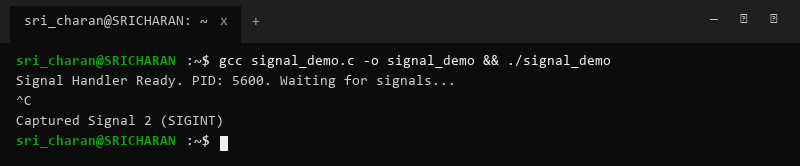 sri_charan@SRICHARAN: ~ x +
sri_charan@SRICHARAN :~$ gcc signal_demo.c -o signal_demo && ./signal_demo
Signal Handler Ready. PID: 5600. Waiting for signals...
^C
Captured Signal 2 (SIGINT)
sri_charan@SRICHARAN :~$